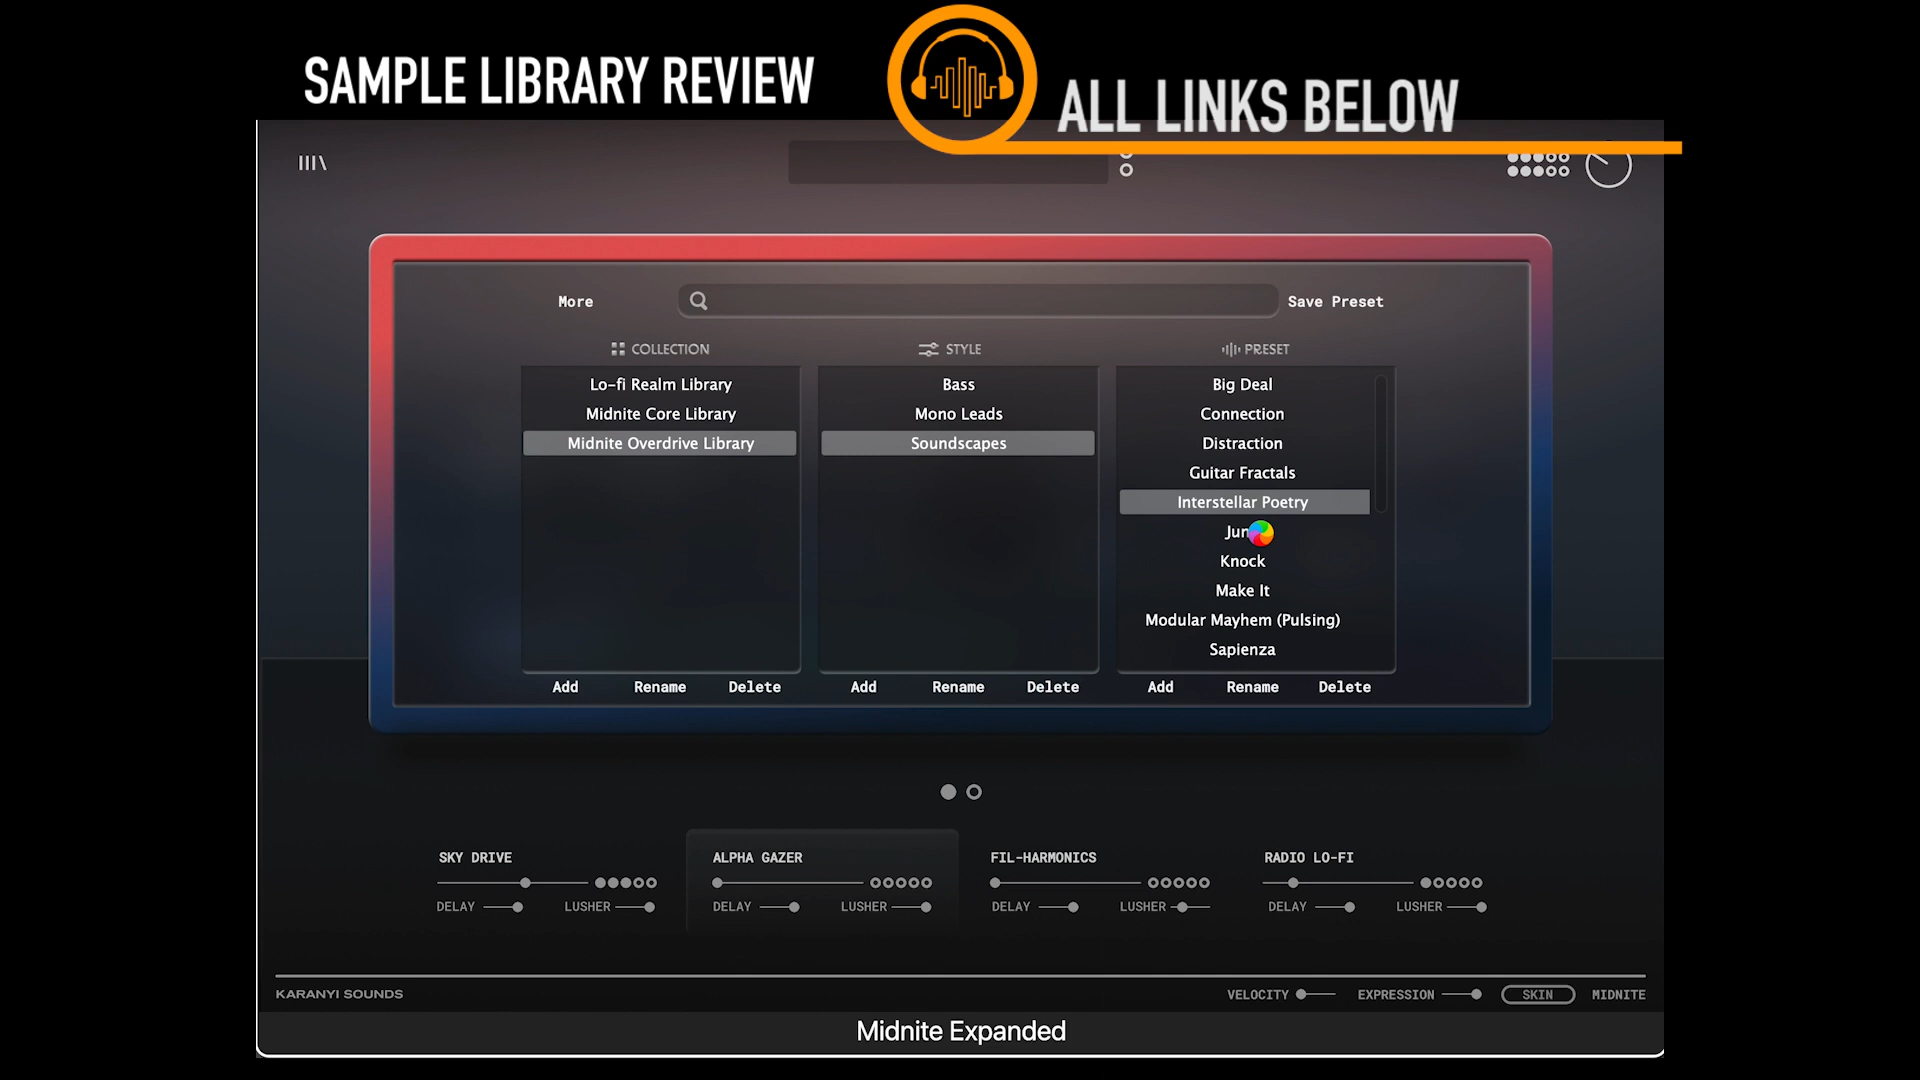 SAMPLE LIBRARY REVIEW
ALL LINKS BELOW
More
Save Preset
COLLECTION
STYLE
PRESET
Lo-fi Realm Library
Midnite Core Library
Midnite Overdrive Library
Bass
Mono Leads
Soundscapes
Big Deal
Connection
Distraction
Guitar Fractals
Interstellar Poetry
Knock
Make It
Modular Mayhem (Pulsing)
Sapienza
Add Rename Delete
Add Rename Delete
Add Rename Delete
SKY DRIVE
DELAY LUSHER
ALPHA GAZER
DELAY LUSHER
FIL-HARMONICS
DELAY LUSHER
RADIO LO-FI
DELAY LUSHER
KARANYI SOUNDS
VELOCITY EXPRESSION SKIN MIDNITE
Midnite Expanded